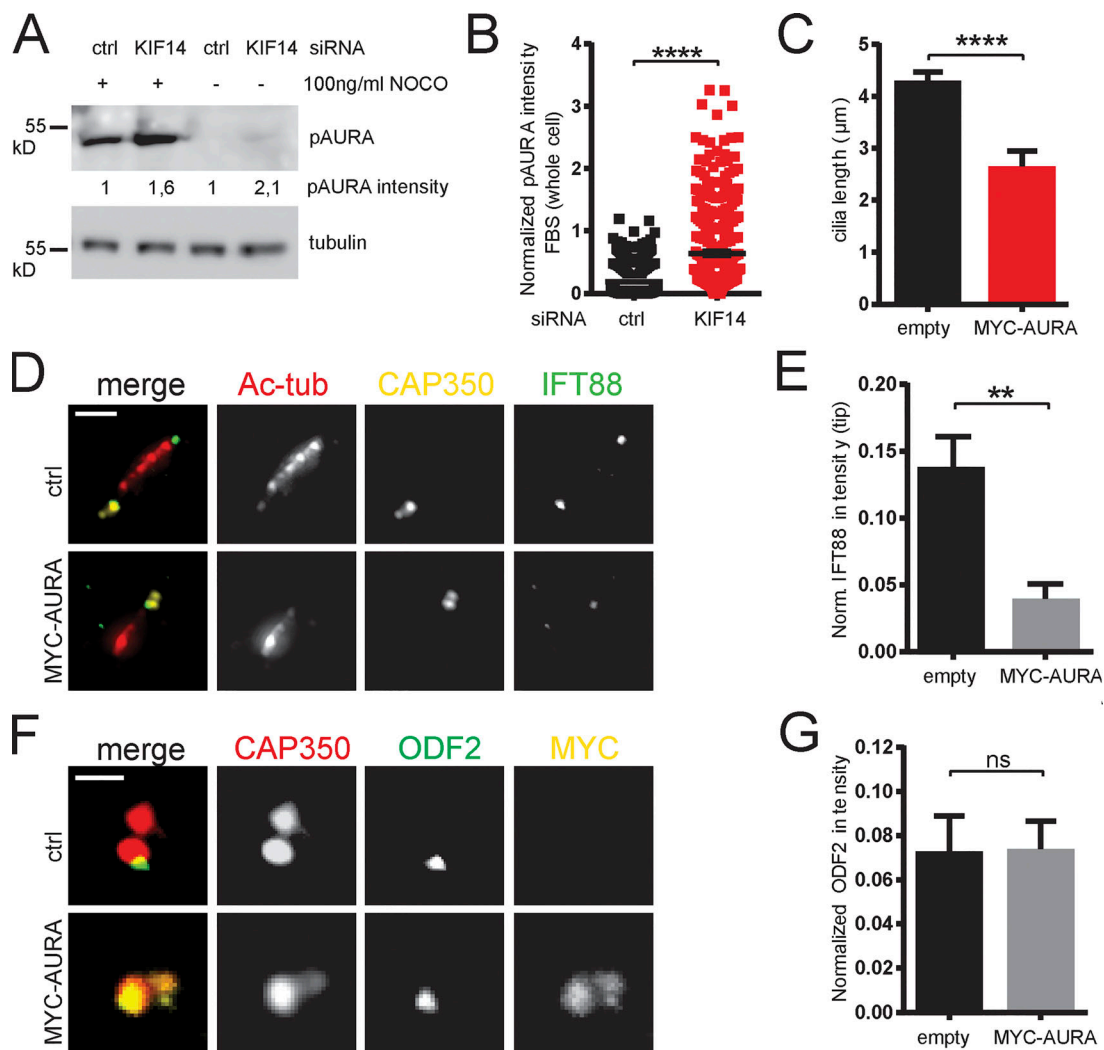 A
ctrl KIF14 ctrl KIF14 siRNA
+ + - - 100ng/ml NOCO
55
kD
pAURA
1 1,6 1 2,1 pAURA intensity
55
kD
tubulin
B
Normalized pAURA intensity
FBS (whole cell)
4
3
2
1
0
****
siRNA ctrl KIF14
C
cilia length (µm)
5
4
3
2
1
0
****
empty MYC-AURA
D
merge Ac-tub CAP350 IFT88
ctrl
MYC-AURA
E
Norm. IFT88 intensity (tip)
0.20
0.15
0.10
0.05
0.00
**
empty MYC-AURA
F
merge CAP350 ODF2 MYC
ctrl
MYC-AURA
G
Normalized ODF2 intensity
0.12
0.10
0.08
0.06
0.04
0.02
0.00
ns
empty MYC-AURA